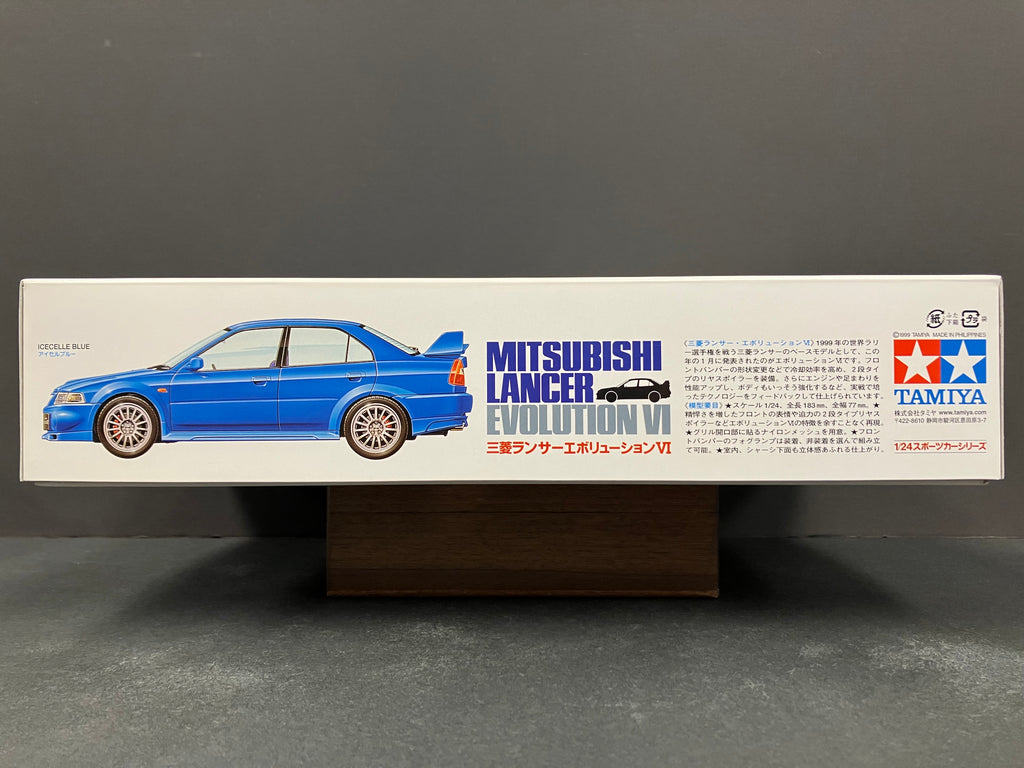 ICECELLE BLUE
アイセルブルー
MITSUBISHI
LANCER
EVOLUTION VI
三菱ランサーエボリューションVI
《三菱ランサー・エボリューションVI》1999年の世界ラリ
ー選手権を戦う三菱ランサーのベースモデルとして、この
年の1月に発表されたのがエボリューションVIです。フロ
ントバンパーの形状変更などで冷却効率を高め、2段タイ
プのリヤスポイラーを装備。さらにエンジンや足まわりを
性能アップし、ボディもいっそう強化するなど、実戦で培
ったテクノロジーをフィードバックして仕上げられています。
《模型要目》★スケール1/24、全長183mm、全幅77mm。★
精悍さを増したフロントの表情や迫力の2段タイプリヤス
ポイラーなどエボリューションVIの特徴を余すことなく再現。
★グリル開口部に貼るナイロンメッシュを用意。★フロン
トバンパーのフォグランプは装着、非装着を選んで組み立
て可能。★室内、シャーシ下面も立体感あふれる仕上がり。
紙 ふた 下箱 プラ 袋
©1999 TAMIYA MADE IN PHILIPPINES
TAMIYA
株式会社タミヤ www.tamiya.com
〒422-8610 静岡市駿河区恩田原3-7
1/24スポーツカーシリーズ